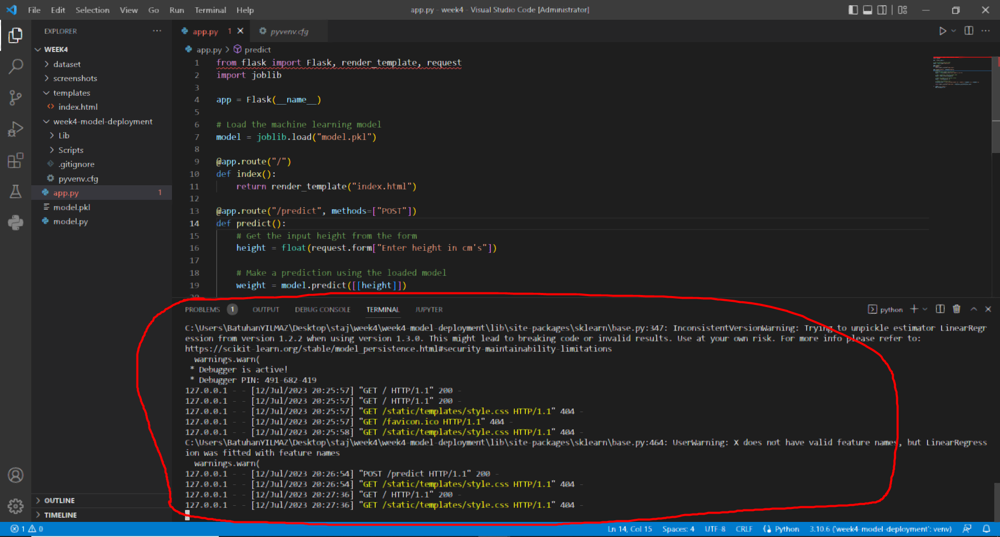 File Edit Selection View Go Run Terminal Help
app.py - week4 - Visual Studio Code [Administrator]
EXPLORER
WEEK4
dataset
screenshots
templates
index.html
week4-model-deployment
Lib
Scripts
.gitignore
pyvenv.cfg
app.py 1
model.pkl
model.py
OUTLINE
TIMELINE
app.py 1
pyvenv.cfg
app.py > predict
1 from flask import Flask, render_template, request
2 import joblib
3
4 app = Flask(__name__)
5
6 # Load the machine learning model
7 model = joblib.load("model.pkl")
8
9 @app.route("/")
10 def index():
11 return render_template("index.html")
12
13 @app.route("/predict", methods=["POST"])
14 def predict():
15 # Get the input height from the form
16 height = float(request.form["Enter height in cm's"])
17
18 # Make a prediction using the loaded model
19 weight = model.predict([[height]])
20
PROBLEMS 1 OUTPUT DEBUG CONSOLE TERMINAL JUPYTER
python
C:\Users\BatuhanYILMAZ\Desktop\staj\week4\week4-model-deployment\lib\site-packages\sklearn\base.py:347: InconsistentVersionWarning: Trying to unpickle estimator LinearRegr
ession from version 1.2.2 when using version 1.3.0. This might lead to breaking code or invalid results. Use at your own risk. For more info please refer to:
https://scikit-learn.org/stable/model_persistence.html#security-maintainability-limitations
warnings.warn(
* Debugger is active!
* Debugger PIN: 491-682-419
127.0.0.1 - - [12/Jul/2023 20:25:57] "GET / HTTP/1.1" 200 -
127.0.0.1 - - [12/Jul/2023 20:25:57] "GET / HTTP/1.1" 200 -
127.0.0.1 - - [12/Jul/2023 20:25:57] "GET /static/templates/style.css HTTP/1.1" 404 -
127.0.0.1 - - [12/Jul/2023 20:25:57] "GET /favicon.ico HTTP/1.1" 404 -
127.0.0.1 - - [12/Jul/2023 20:25:58] "GET /static/templates/style.css HTTP/1.1" 404 -
C:\Users\BatuhanYILMAZ\Desktop\staj\week4\week4-model-deployment\lib\site-packages\sklearn\base.py:464: UserWarning: X does not have valid feature names, but LinearRegress
ion was fitted with feature names
warnings.warn(
127.0.0.1 - - [12/Jul/2023 20:26:54] "POST /predict HTTP/1.1" 200 -
127.0.0.1 - - [12/Jul/2023 20:26:54] "GET /static/templates/style.css HTTP/1.1" 404 -
127.0.0.1 - - [12/Jul/2023 20:27:36] "GET / HTTP/1.1" 200 -
127.0.0.1 - - [12/Jul/2023 20:27:36] "GET /static/templates/style.css HTTP/1.1" 404 -
1 0
Ln 14, Col 15 Spaces: 4 UTF-8 CRLF Python 3.10.6 ('week4-model-deployment': venv)